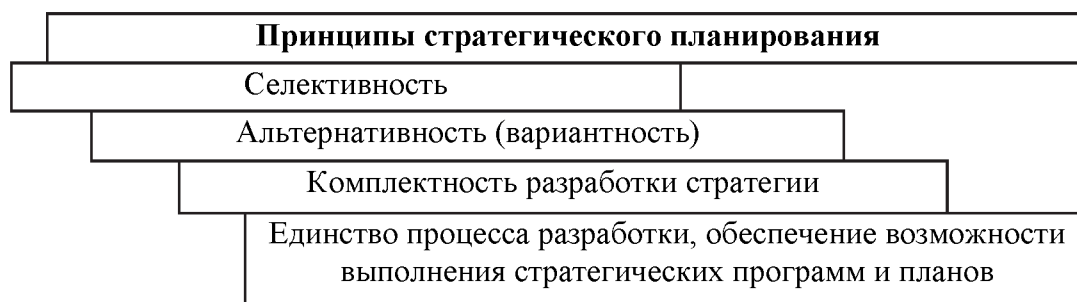 Принципы стратегического планирования
Селективность
Альтернативность (вариантность)
Комплектность разработки стратегии
Единство процесса разработки, обеспечение возможности
выполнения стратегических программ и планов